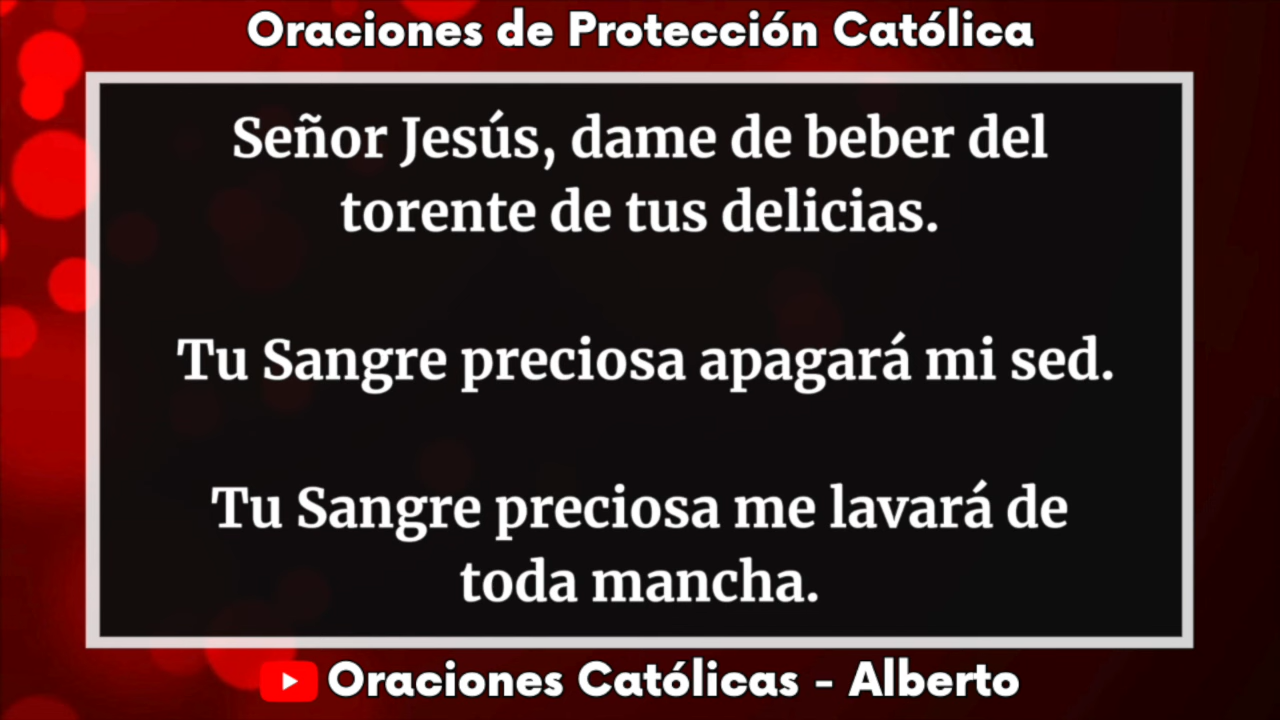 Oraciones de Protección Católica
Señor Jesús, dame de beber del
torente de tus delicias.
Tu Sangre preciosa apagará mi sed.
Tu Sangre preciosa me lavará de
toda mancha.
Oraciones Católicas - Alberto